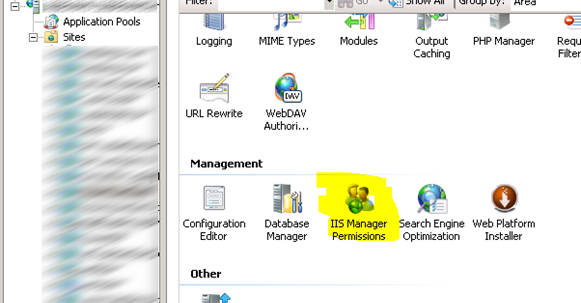 Filter:
Go
Show All
Group by:
Area
Application Pools
Sites
Logging
MIME Types
Modules
Output
Caching
PHP Manager
Requ
Filter
URL Rewrite
WebDAV
Authori...
DAV
Management
Configuration
Editor
Database
Manager
IIS Manager
Permissions
Search Engine
Optimization
Web Platform
Installer
Other